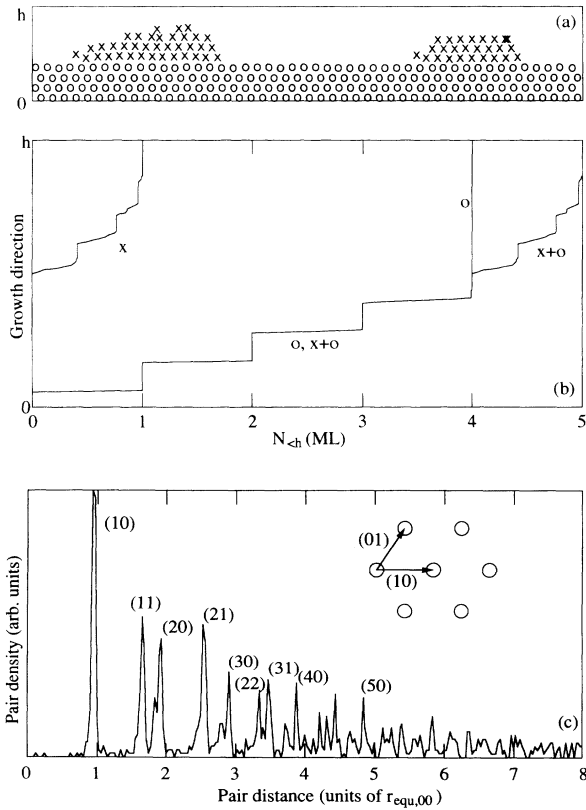 h
(a)
0
h
Growth direction
o
x
x+o
o, x+o
(b)
0
0 1 2 3 4 5
N<h (ML)
(10)
(01)
(10)
(11)
(20)
(21)
(30)
(22)
(31)
(40)
(50)
Pair density (arb. units)
(c)
0 1 2 3 4 5 6 7 8
Pair distance (units of requ,00)